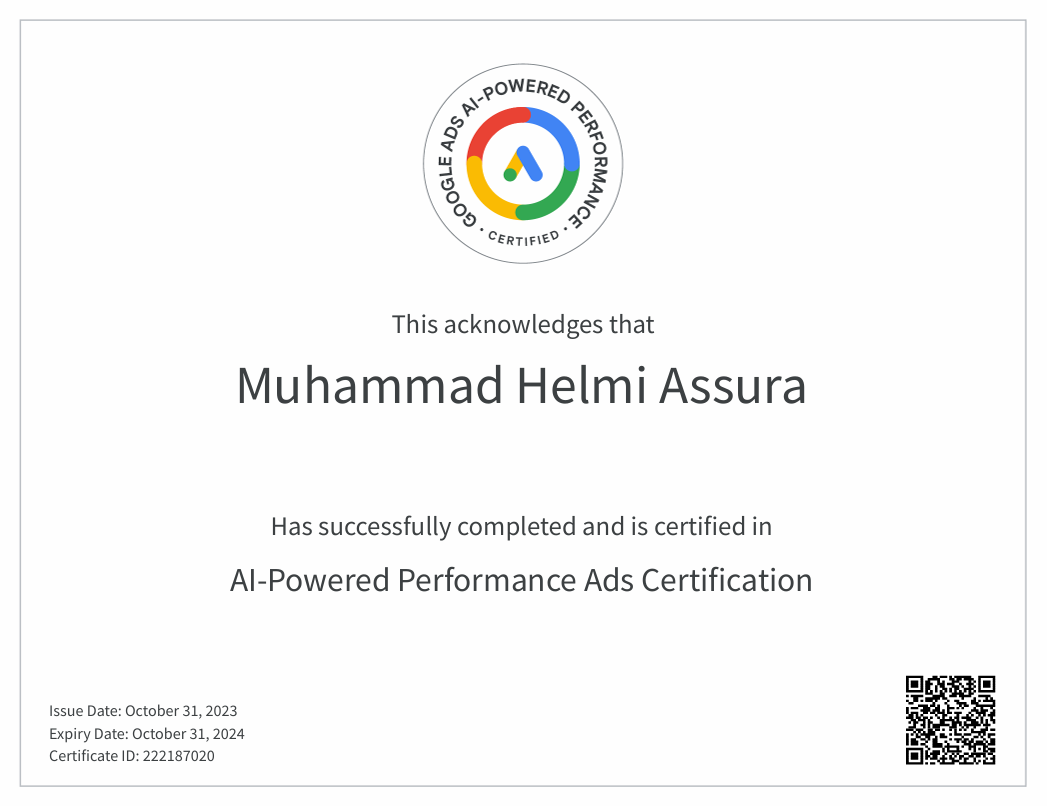 GOOGLE ADS AI-POWERED PERFORMANCE
• CERTIFIED •
This acknowledges that
Muhammad Helmi Assura
Has successfully completed and is certified in
AI-Powered Performance Ads Certification
Issue Date: October 31, 2023
Expiry Date: October 31, 2024
Certificate ID: 222187020